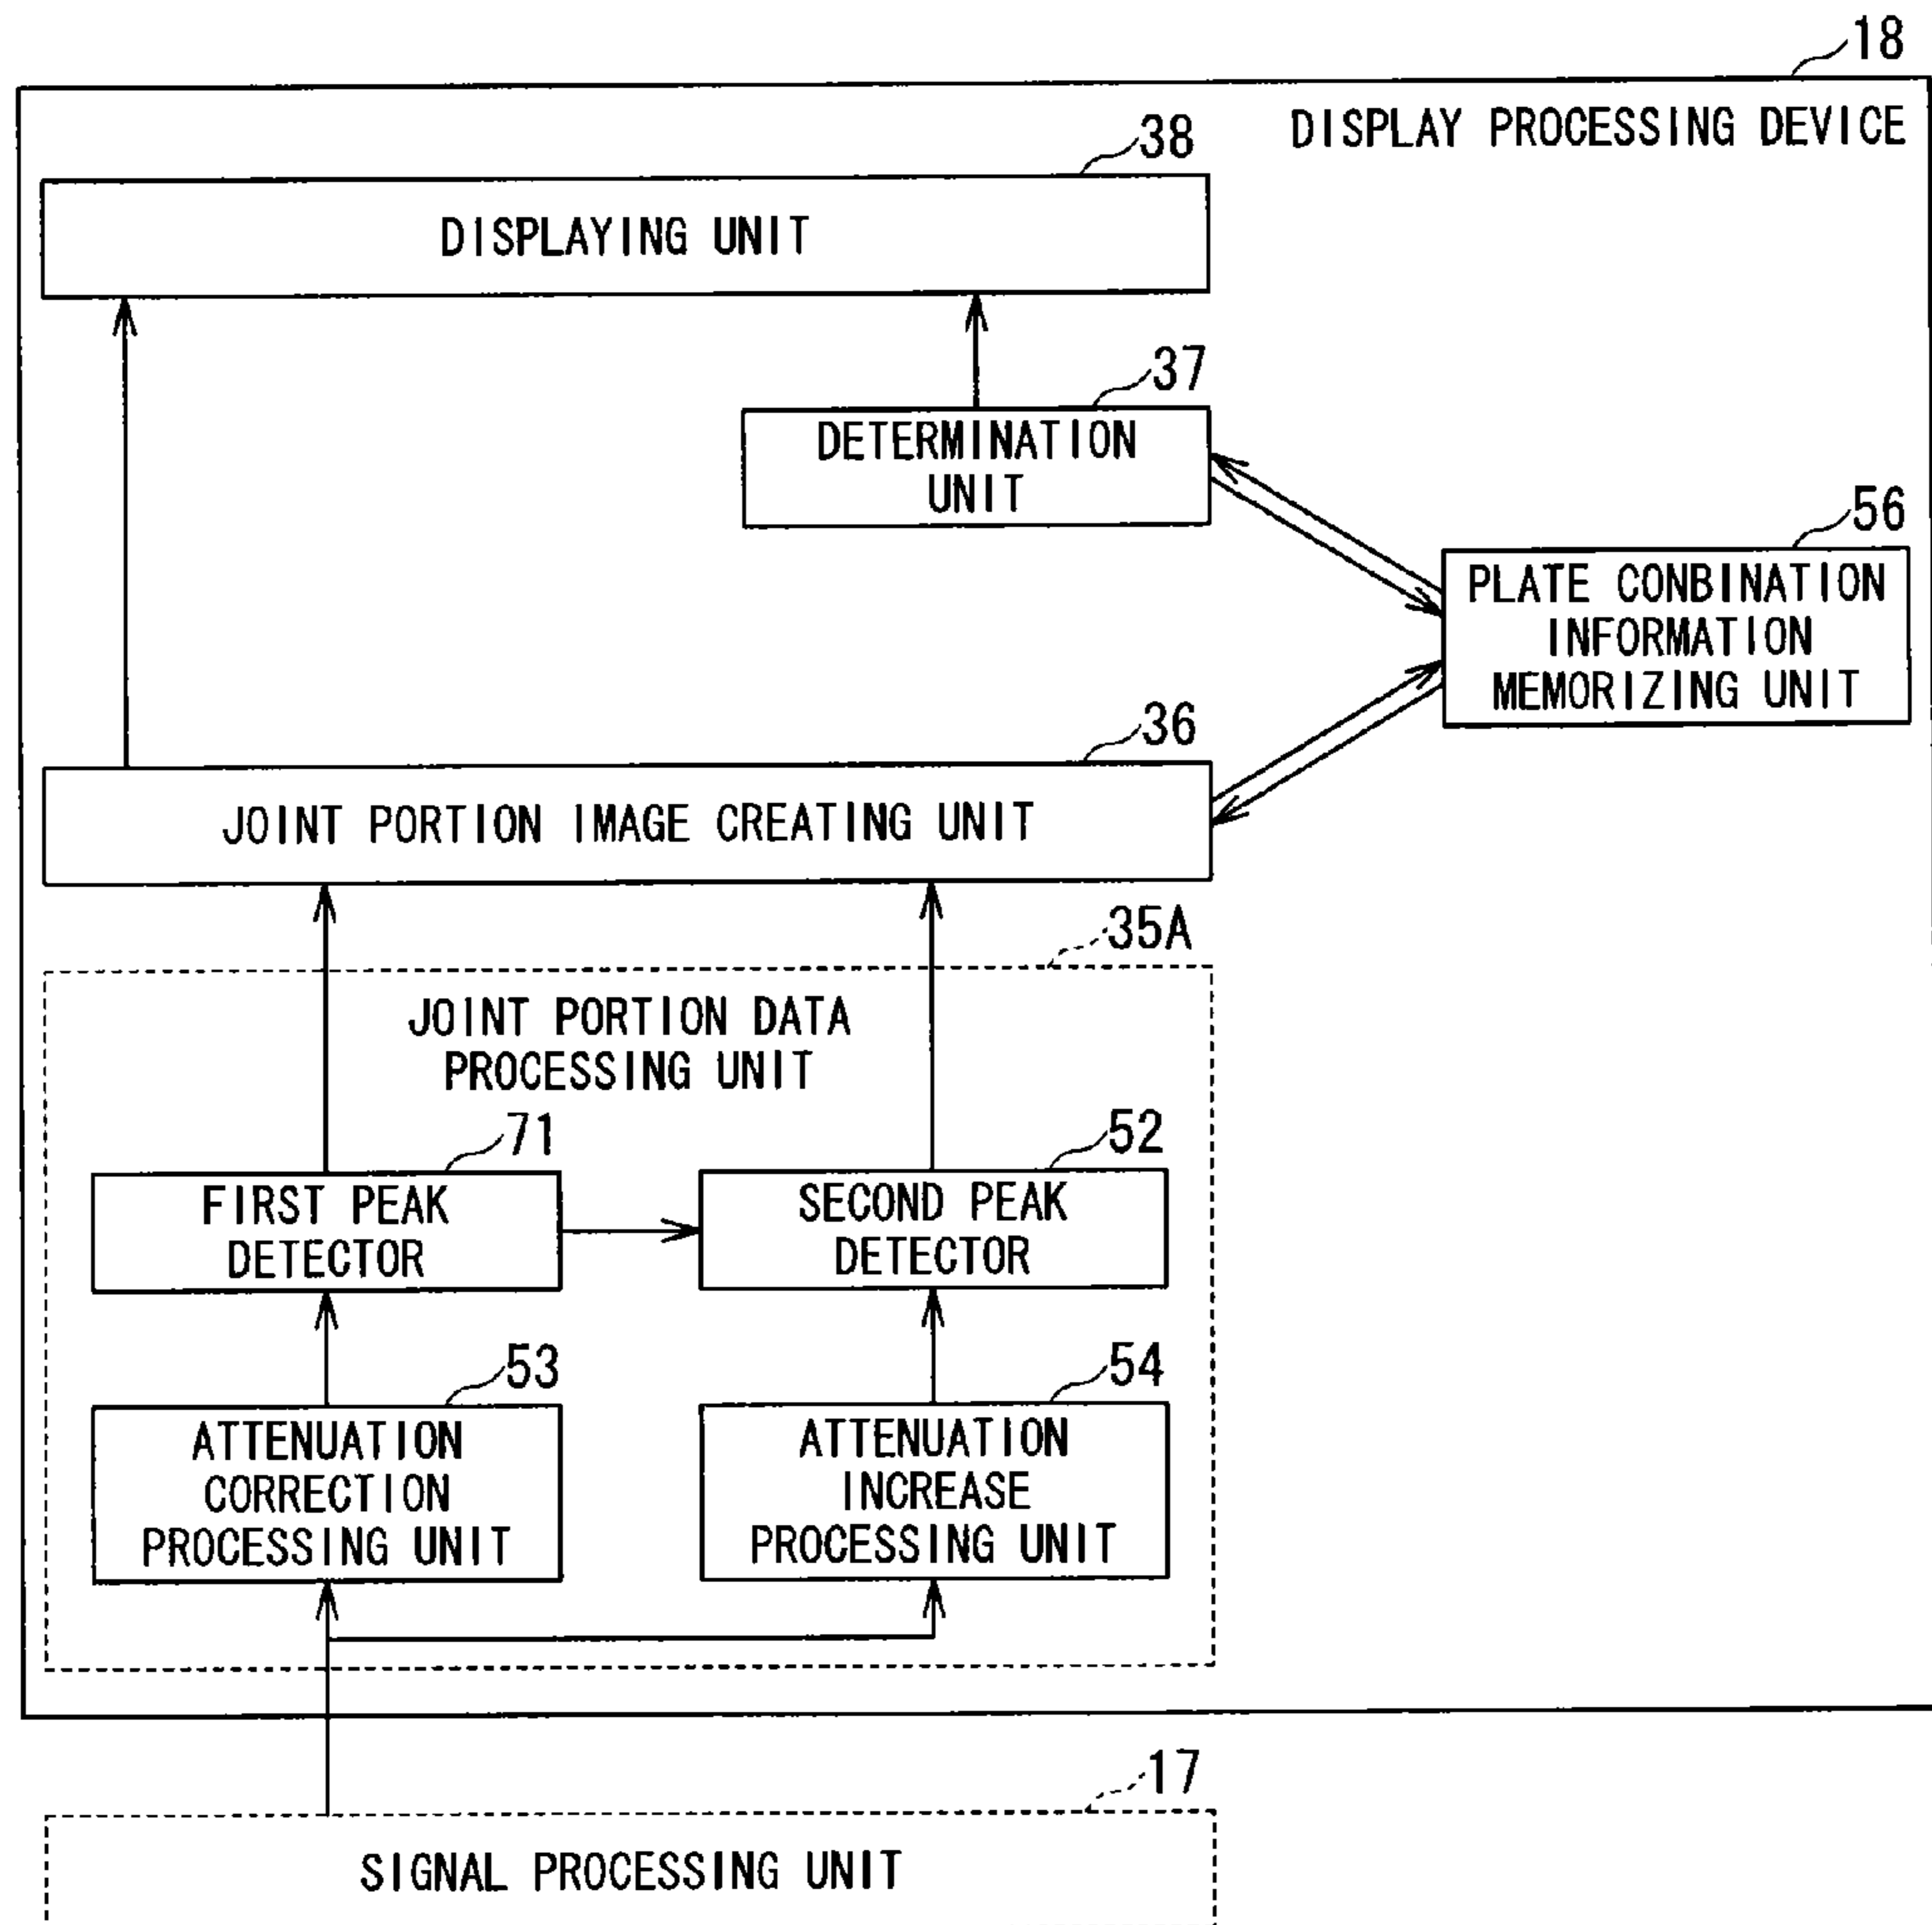 18
DISPLAY PROCESSING DEVICE
38
DISPLAYING UNIT
37
DETERMINATION
UNIT
56
PLATE CONBINATION
INFORMATION
MEMORIZING UNIT
36
JOINT PORTION IMAGE CREATING UNIT
35A
JOINT PORTION DATA
PROCESSING UNIT
71
FIRST PEAK
DETECTOR
52
SECOND PEAK
DETECTOR
53
ATTENUATION
CORRECTION
PROCESSING UNIT
54
ATTENUATION
INCREASE
PROCESSING UNIT
17
SIGNAL PROCESSING UNIT